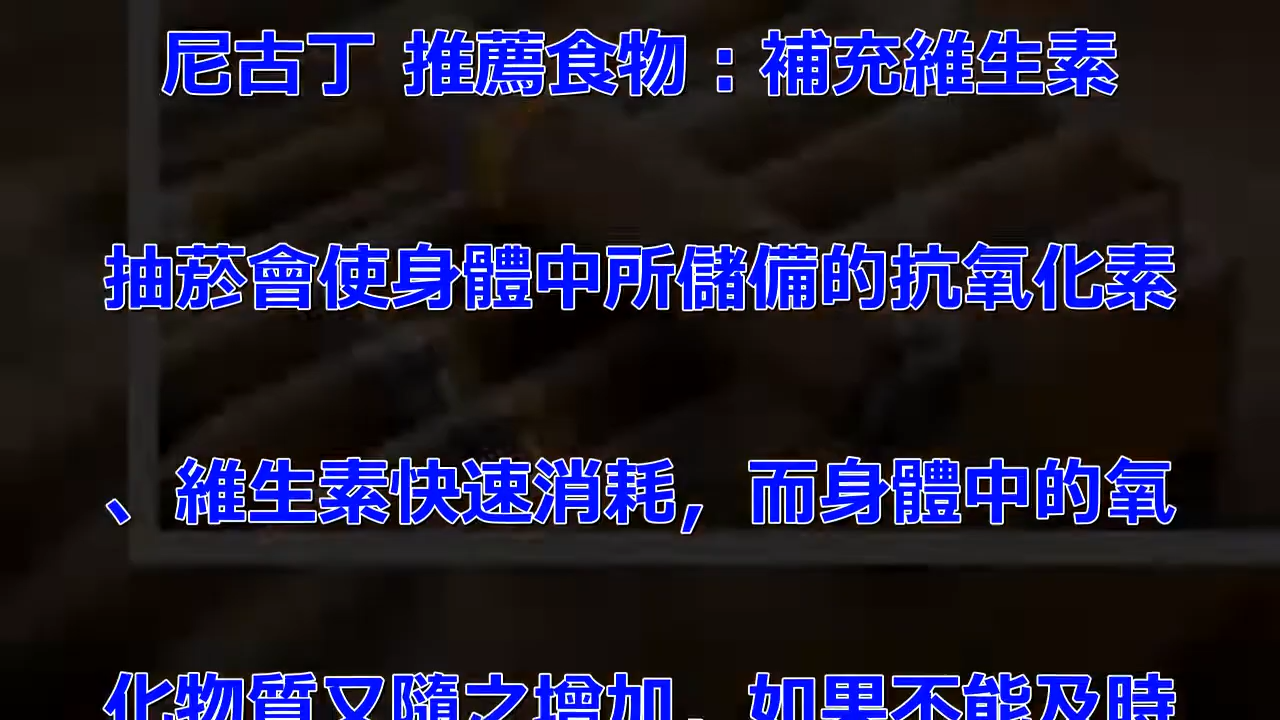 尼古丁 推薦食物：補充維生素
抽菸會使身體中所儲備的抗氧化素
、維生素快速消耗，而身體中的氧
化物質又隨之增加，如果不能及時